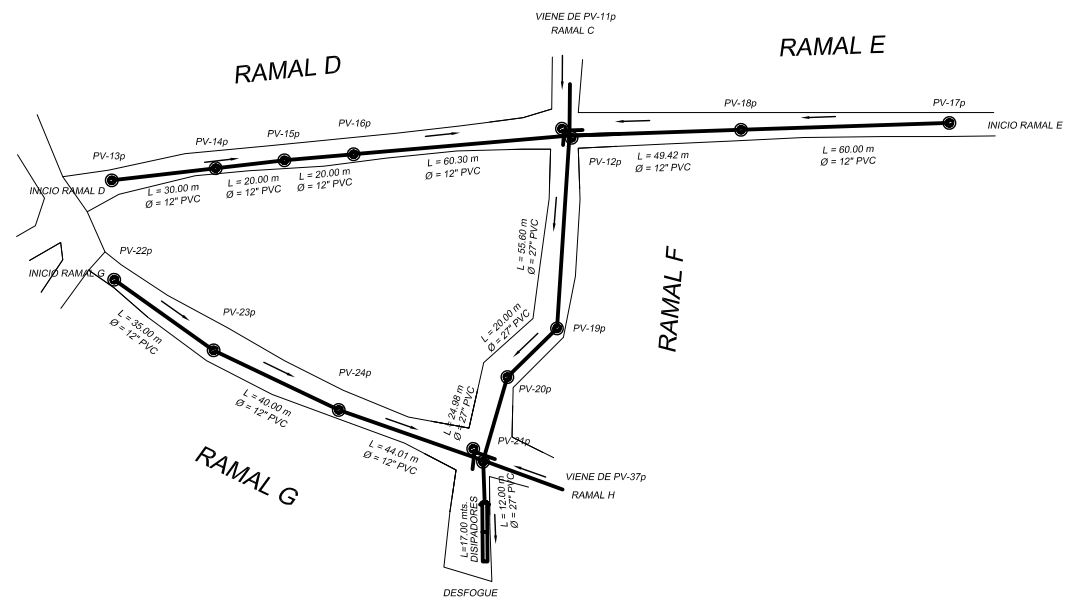 VIENE DE PV-11p
RAMAL C
RAMAL D
RAMAL E
PV-13p
PV-14p
PV-15p
PV-16p
PV-18p
PV-17p
INICIO RAMAL E
PV-12p
INICIO RAMAL D
L = 30.00 m
Ø = 12" PVC
L = 20.00 m
Ø = 12" PVC
L = 20.00 m
Ø = 12" PVC
L = 60.30 m
Ø = 12" PVC
L = 49.42 m
Ø = 12" PVC
L = 60.00 m
Ø = 12" PVC
PV-22p
INICIO RAMAL G
L = 55.60 m
Ø = 27" PVC
RAMAL F
PV-23p
L = 35.00 m
Ø = 12" PVC
L = 20.00 m
Ø = 27" PVC
PV-19p
PV-24p
PV-20p
L = 40.00 m
Ø = 12" PVC
L = 24.98 m
Ø = 27" PVC
PV-21p
L = 44.01 m
Ø = 12" PVC
RAMAL G
VIENE DE PV-37p
RAMAL H
L = 12.00 m
Ø = 27" PVC
L=17.00 mts.
DISIPADORES
DESFOGUE